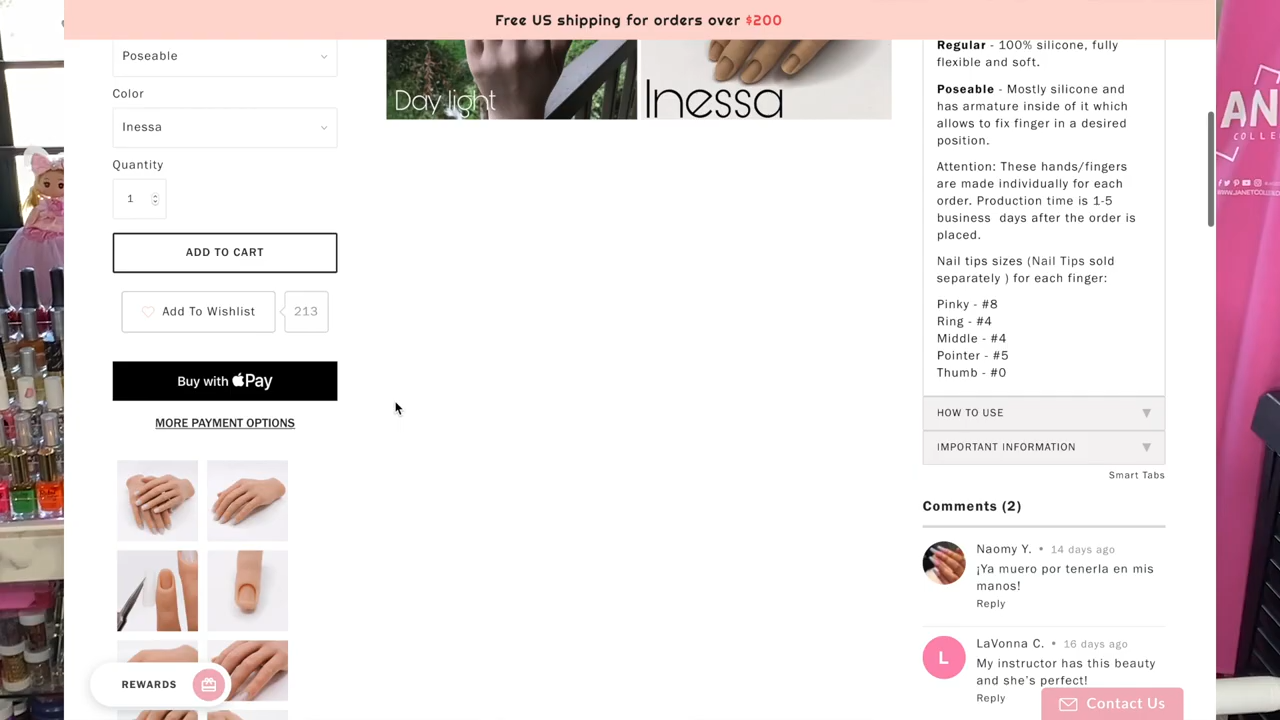 Free US shipping for orders over $200
Poseable
Color
Inessa
Quantity
1
ADD TO CART
Add To Wishlist
213
Buy with Pay
MORE PAYMENT OPTIONS
REWARDS
Day light
Inessa
Regular - 100% silicone, fully
flexible and soft.
Poseable - Mostly silicone and
has armature inside of it which
allows to fix finger in a desired
position.
Attention: These hands/fingers
are made individually for each
order. Production time is 1-5
business days after the order is
placed.
Nail tips sizes (Nail Tips sold
separately ) for each finger:
Pinky - #8
Ring - #4
Middle - #4
Pointer - #5
Thumb - #0
HOW TO USE
IMPORTANT INFORMATION
Smart Tabs
Comments (2)
Naomy Y. • 14 days ago
¡Ya muero por tenerla en mis
manos!
Reply
L
LaVonna C. • 16 days ago
My instructor has this beauty
and she's perfect!
Reply
Contact Us
AN
COLLE